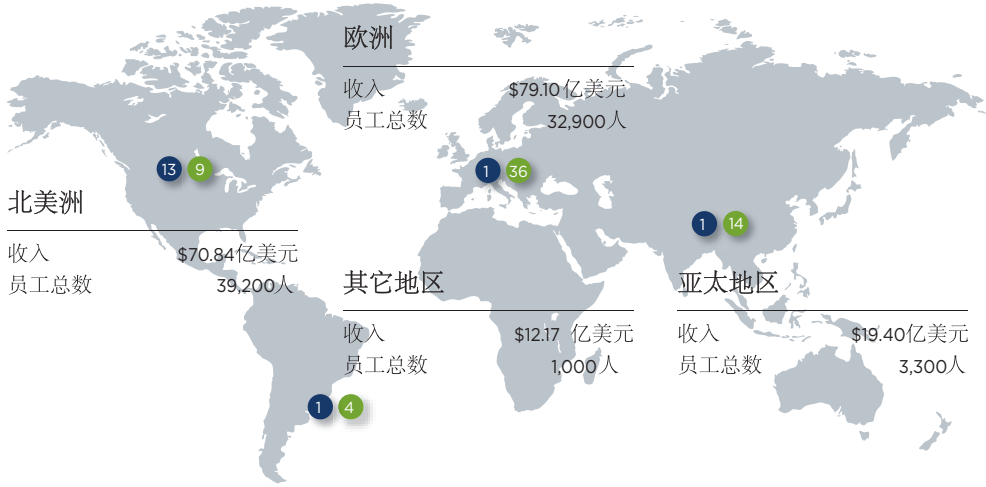 欧洲
收入 $79.10亿美元
员工总数 32,900人
13 9
1 36
北美洲
收入 $70.84亿美元
员工总数 39,200人
1 14
其它地区
收入 $12.17 亿美元
员工总数 1,000人
亚太地区
收入 $19.40亿美元
员工总数 3,300人
1 4